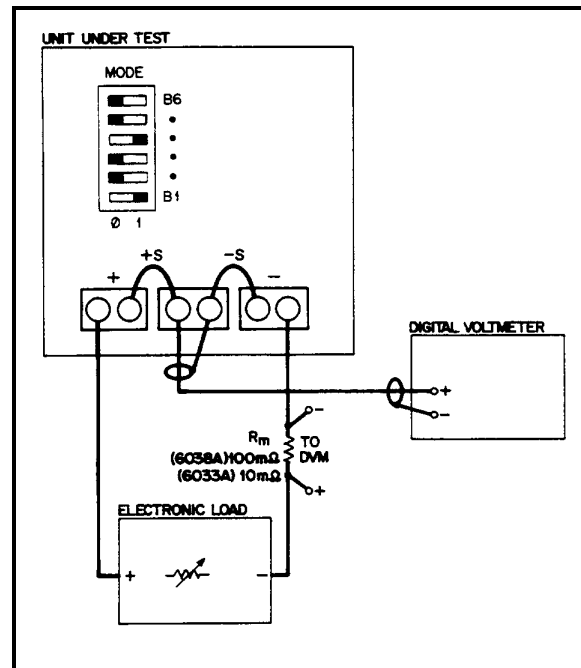 UNIT UNDER TEST
MODE
B6
B1
Ø 1
+S -S
+ -
DIGITAL VOLTMETER
+
-
-
Rm TO
(6038A)100mΩ DVM
(6033A) 10mΩ
+
ELECTRONIC LOAD
+ -